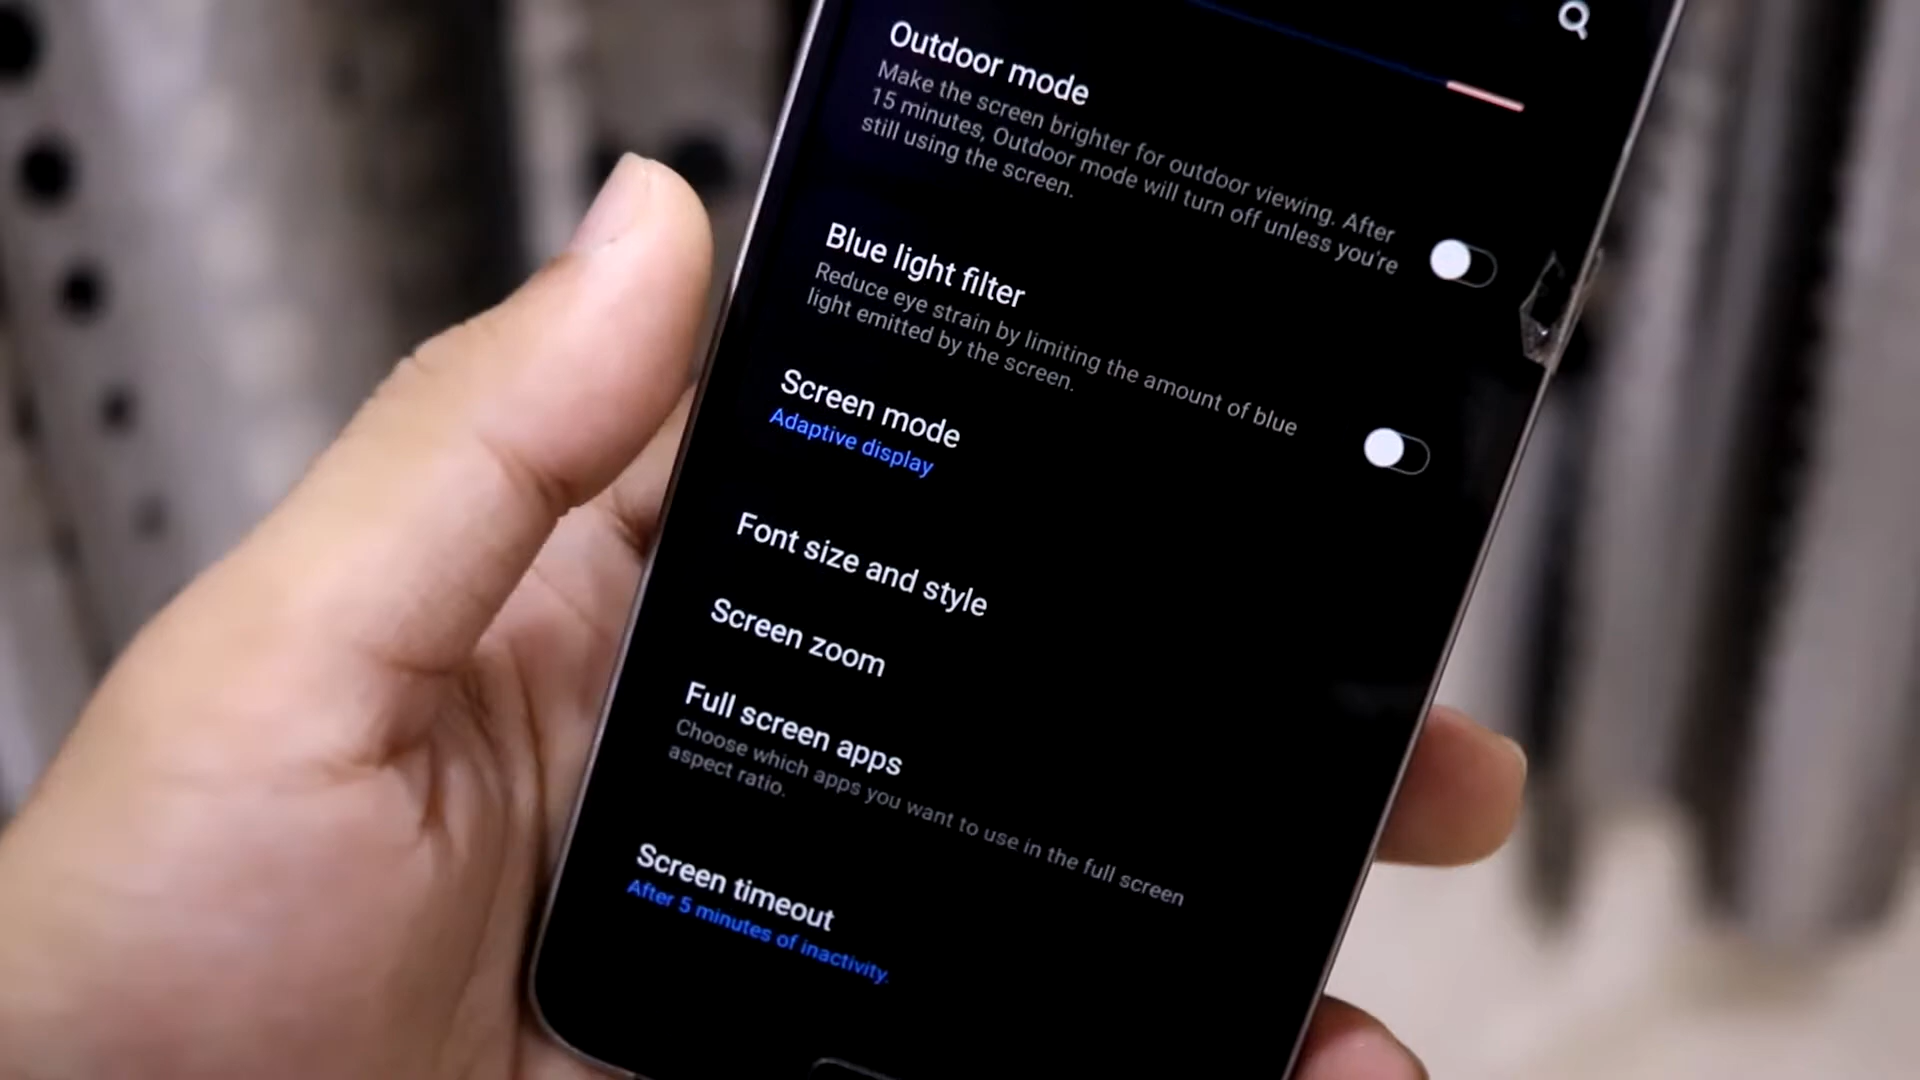 Outdoor mode
Make the screen brighter for outdoor viewing. After
15 minutes, Outdoor mode will turn off unless you're
still using the screen.
Blue light filter
Reduce eye strain by limiting the amount of blue
light emitted by the screen.
Screen mode
Adaptive display
Font size and style
Screen zoom
Full screen apps
Choose which apps you want to use in the full screen
aspect ratio.
Screen timeout
After 5 minutes of inactivity.